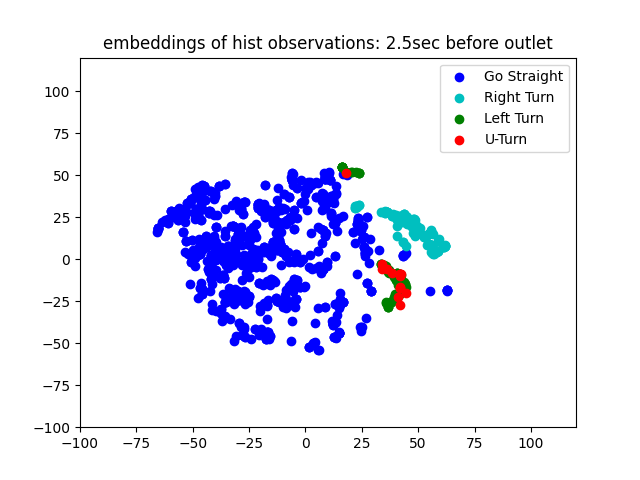 embeddings of hist observations: 2.5sec before outlet
Go Straight
Right Turn
Left Turn
U-Turn
100
75
50
25
0
−25
−50
−75
−100
−100 −75 −50 −25 0 25 50 75 100